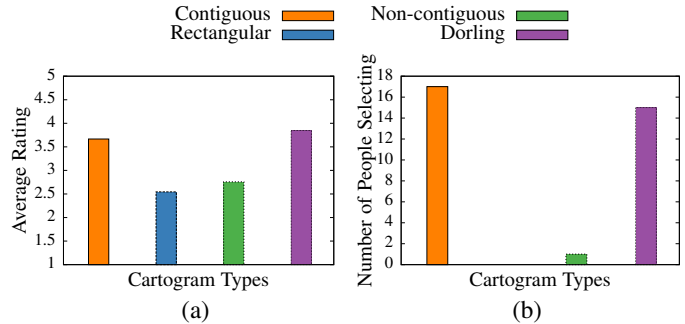 Contiguous
Rectangular
Non-contiguous
Dorling
Average Rating
5
4.5
4
3.5
3
2.5
2
1.5
1
Cartogram Types
(a)
Number of People Selecting
18
16
14
12
10
8
6
4
2
0
Cartogram Types
(b)